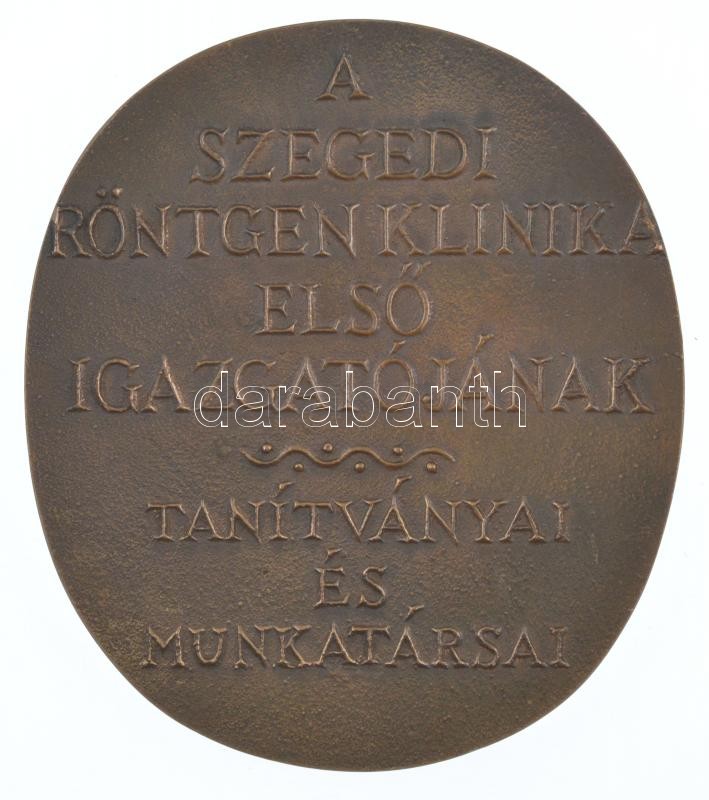 A
SZEGEDI
RÖNTGEN KLINIKA
ELSŐ
IGAZGATÓJÁNAK
darabanth
TANÍTVÁNYAI
ÉS
MUNKATÁRSAI